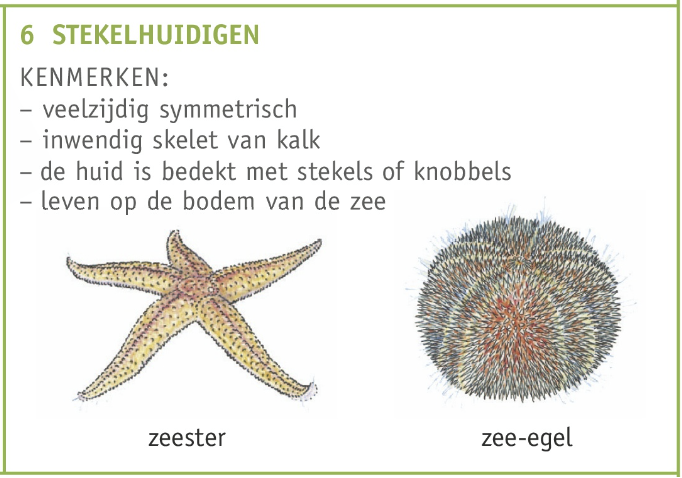 6 STEKELHUIDIGEN
KENMERKEN:
– veelzijdig symmetrisch
– inwendig skelet van kalk
– de huid is bedekt met stekels of knobbels
– leven op de bodem van de zee
zeester
zee-egel